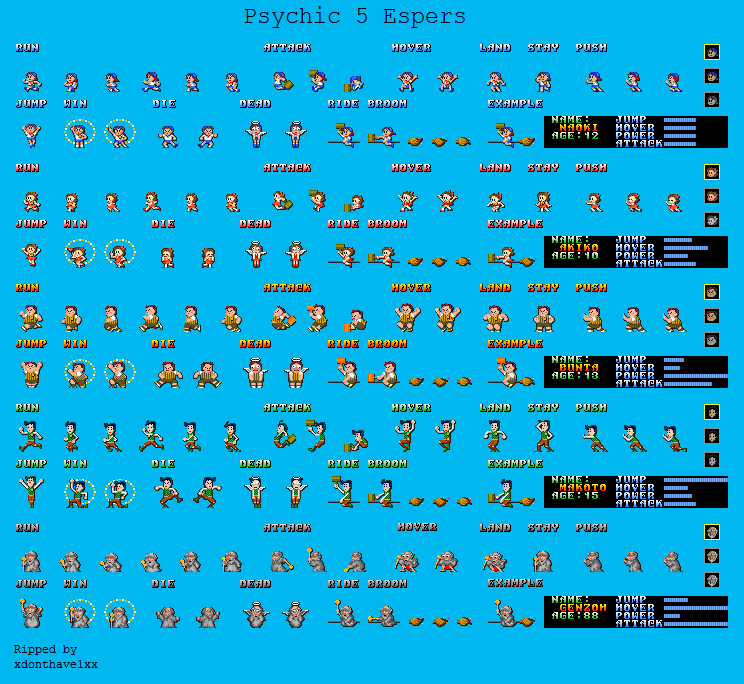 Psychic 5 Espers
RUN ATTACK HOVER LAND STAY PUSH
JUMP WIN DIE DEAD RIDE BROOM EXAMPLE
NAME: JUMP
NAOKI HOVER
AGE:12 POWER
ATTACK
RUN ATTACK HOVER LAND STAY PUSH
JUMP WIN DIE DEAD RIDE BROOM EXAMPLE
NAME: JUMP
AKIKO HOVER
AGE:10 POWER
ATTACK
RUN ATTACK HOVER LAND STAY PUSH
JUMP WIN DIE DEAD RIDE BROOM EXAMPLE
NAME: JUMP
BUNTA HOVER
AGE:13 POWER
ATTACK
RUN ATTACK HOVER LAND STAY PUSH
JUMP WIN DIE DEAD RIDE BROOM EXAMPLE
NAME: JUMP
MAKOTO HOVER
AGE:15 POWER
ATTACK
RUN ATTACK HOVER LAND STAY PUSH
JUMP WIN DIE DEAD RIDE BROOM EXAMPLE
NAME: JUMP
GENZOH HOVER
AGE:88 POWER
ATTACK
Ripped by
xdonthave1xx